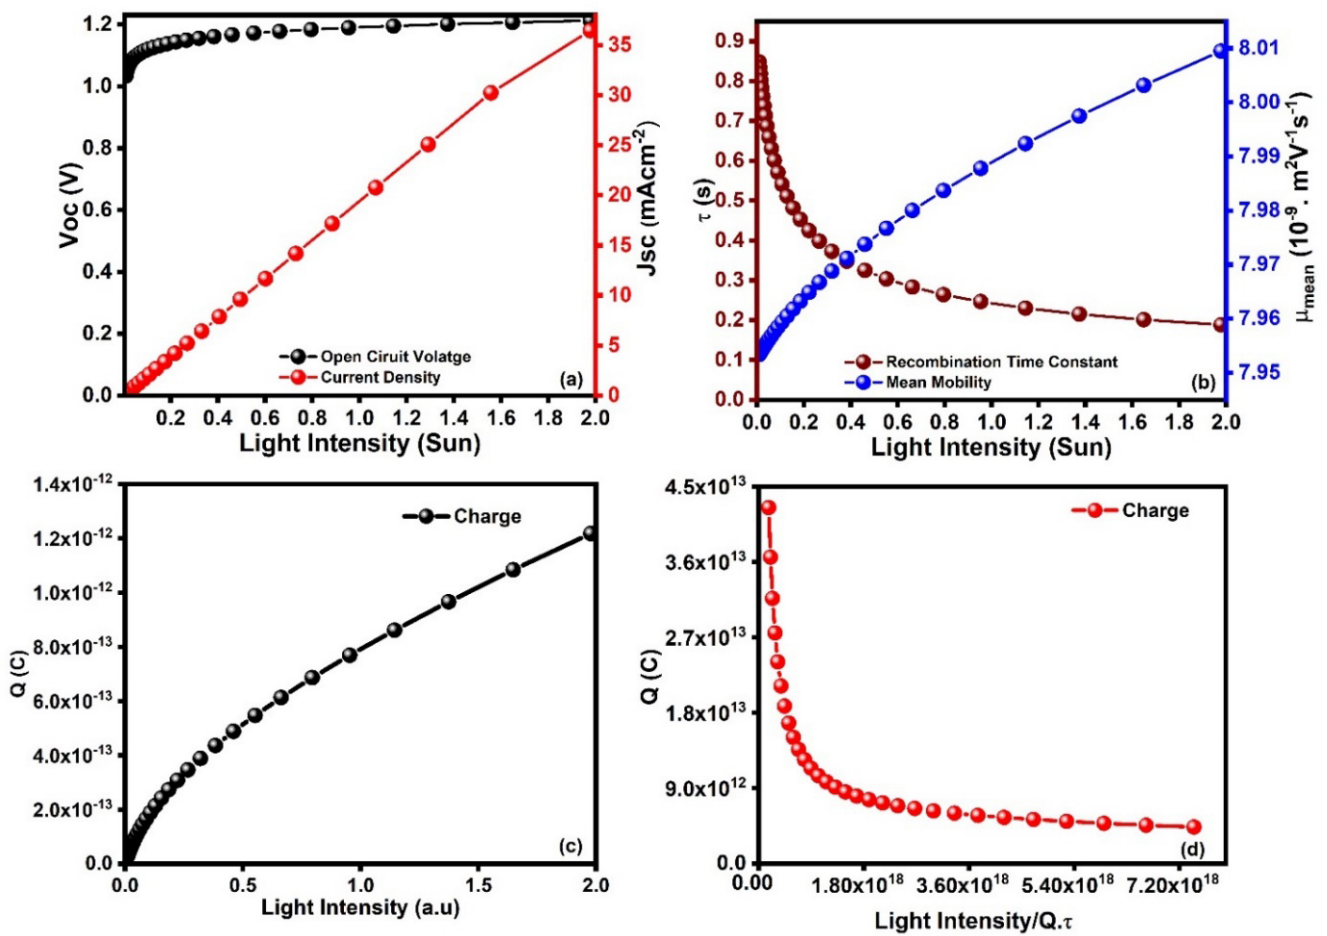 1.2
1.0
0.8
0.6
0.4
0.2
0.0
Voc (V)
35
30
25
20
15
10
5
0
Jsc (mAcm⁻²)
Open Ciruit Volatge
Current Density
(a)
0.2 0.4 0.6 0.8 1.0 1.2 1.4 1.6 1.8 2.0
Light Intensity (Sun)
0.9
0.8
0.7
0.6
0.5
0.4
0.3
0.2
0.1
0.0
τ (s)
8.01
8.00
7.99
7.98
7.97
7.96
7.95
μmean (10⁻⁹. m²V⁻¹s⁻¹)
Recombination Time Constant
Mean Mobility
(b)
0.0 0.2 0.4 0.6 0.8 1.0 1.2 1.4 1.6 1.8 2.0
Light Intensity (Sun)
1.4x10⁻¹²
1.2x10⁻¹²
1.0x10⁻¹²
8.0x10⁻¹³
6.0x10⁻¹³
4.0x10⁻¹³
2.0x10⁻¹³
0.0
Q (C)
Charge
(c)
0.0 0.5 1.0 1.5 2.0
Light Intensity (a.u)
4.5x10¹³
3.6x10¹³
2.7x10¹³
1.8x10¹³
9.0x10¹²
0.0
Q (C)
Charge
(d)
0.00 1.80x10¹⁸ 3.60x10¹⁸ 5.40x10¹⁸ 7.20x10¹⁸
Light Intensity/Q.τ